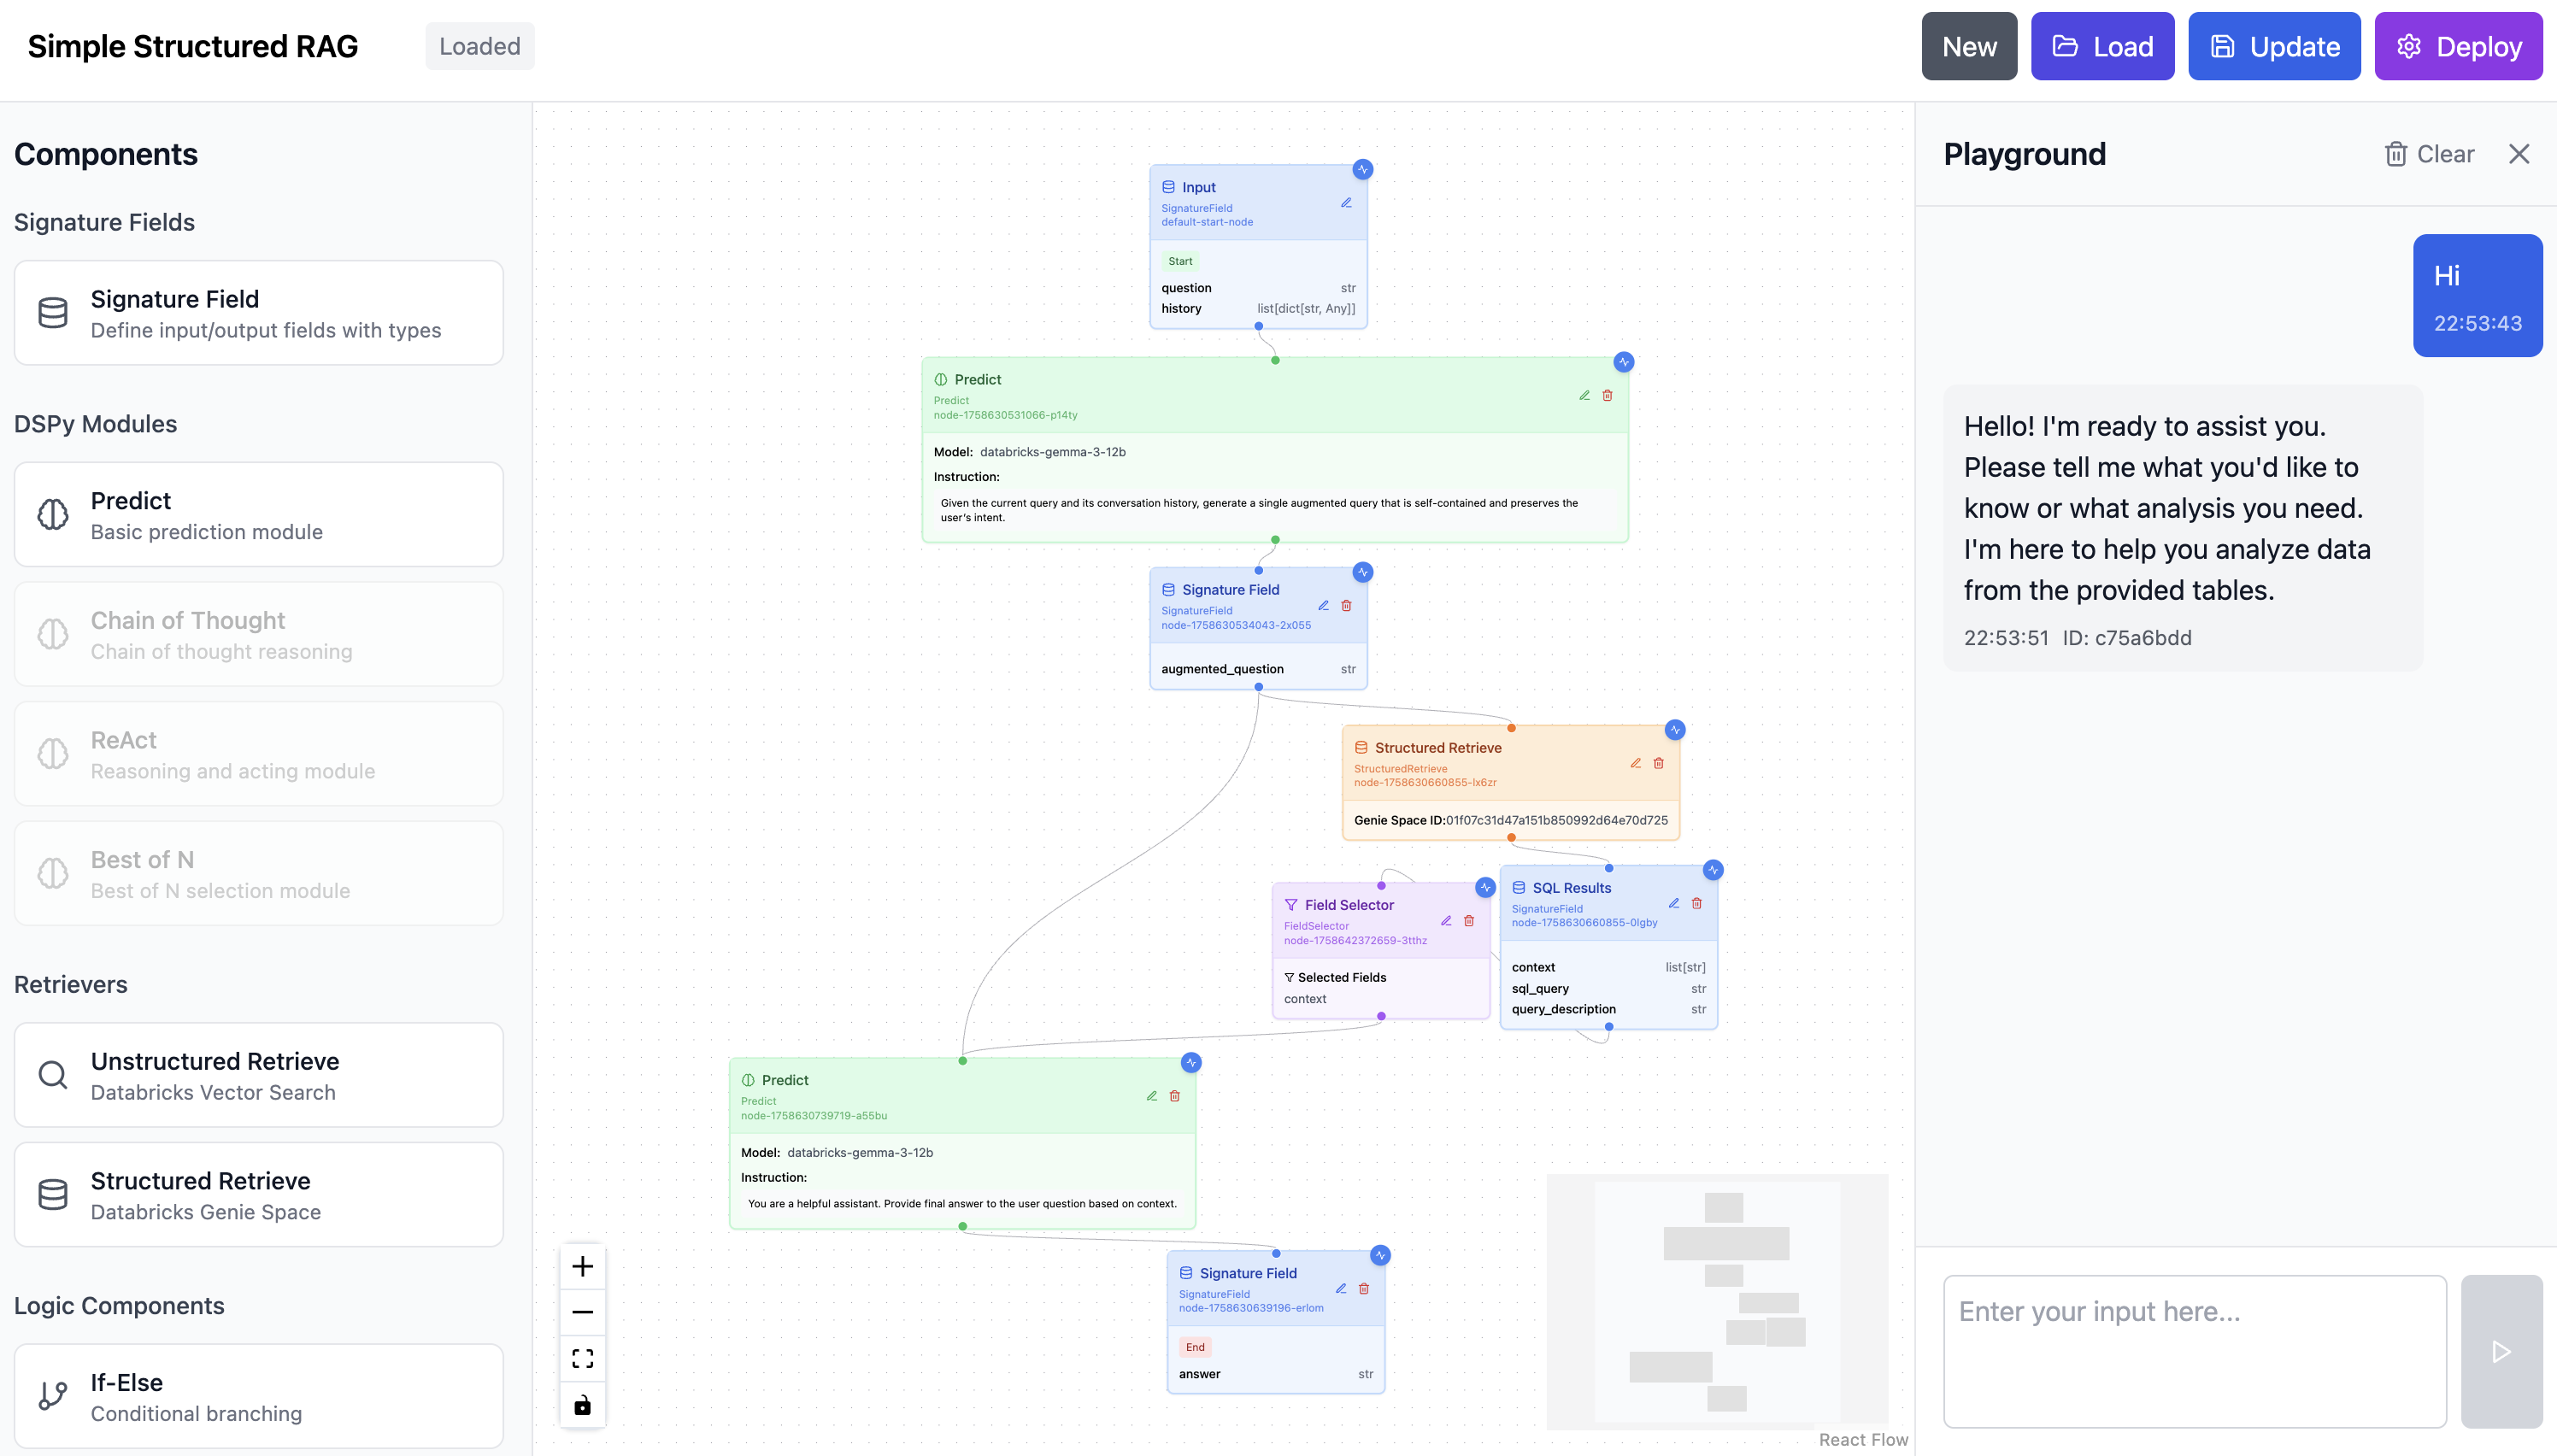 Simple Structured RAG
Loaded
New
Load
Update
Deploy
Components
Signature Fields
Signature Field
Define input/output fields with types
DSPy Modules
Predict
Basic prediction module
Chain of Thought
Chain of thought reasoning
ReAct
Reasoning and acting module
Best of N
Best of N selection module
Retrievers
Unstructured Retrieve
Databricks Vector Search
Structured Retrieve
Databricks Genie Space
Logic Components
If-Else
Conditional branching
Input
SignatureField
default-start-node
Start
question str
history list[dict[str, Any]]
Predict
Predict
node-1758630531066-p14ty
Model: databricks-gemma-3-12b
Instruction:
Given the current query and its conversation history, generate a single augmented query that is self-contained and preserves the
user's intent.
Signature Field
SignatureField
node-1758630534043-2x055
augmented_question str
Structured Retrieve
StructuredRetrieve
node-1758630660855-lx6zr
Genie Space ID:01f07c31d47a151b850992d64e70d725
Field Selector
FieldSelector
node-1758642372659-3tthz
Selected Fields
context
SQL Results
SignatureField
node-1758630660855-0lgby
context list[str]
sql_query str
query_description str
Predict
Predict
node-1758630739719-a55bu
Model: databricks-gemma-3-12b
Instruction:
You are a helpful assistant. Provide final answer to the user question based on context.
Signature Field
SignatureField
node-1758630639196-erlom
End
answer str
React Flow
Playground
Clear
Hi
22:53:43
Hello! I'm ready to assist you.
Please tell me what you'd like to
know or what analysis you need.
I'm here to help you analyze data
from the provided tables.
22:53:51 ID: c75a6bdd
Enter your input here...